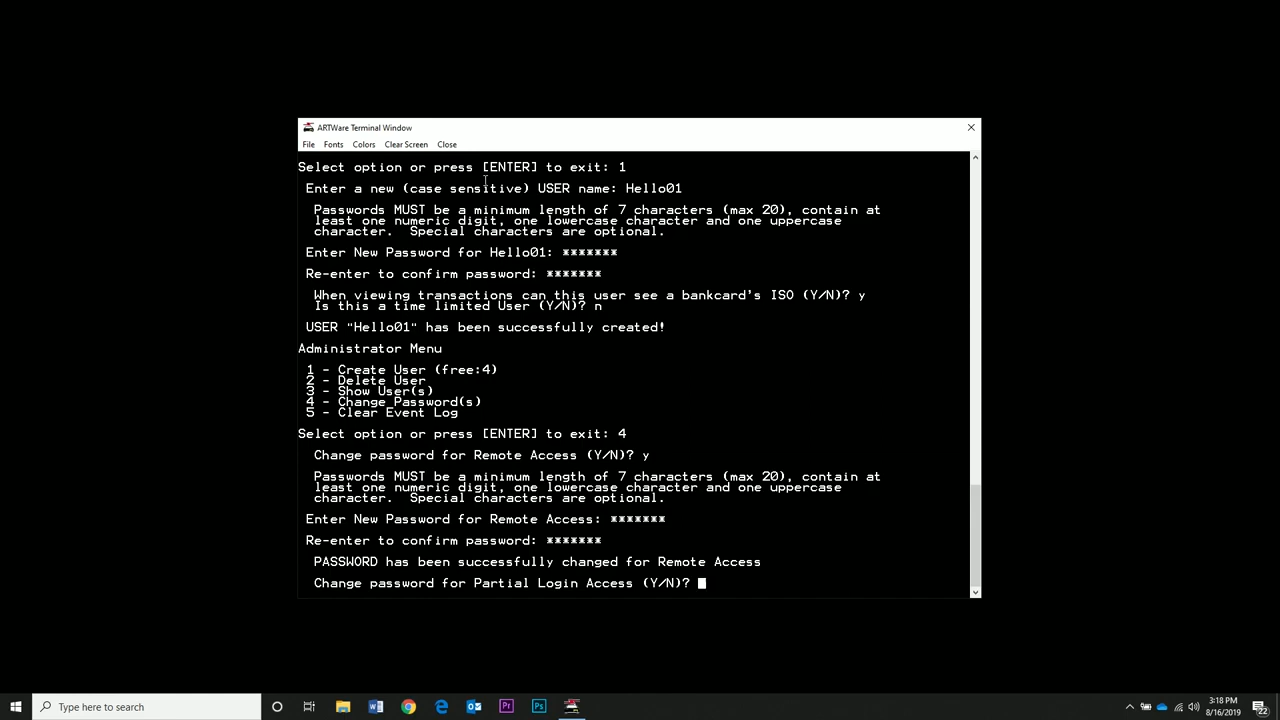 ARTWare Terminal Window
File Fonts Colors Clear Screen Close
Select option or press [ENTER] to exit: 1
Enter a new (case sensitive) USER name: Hello01
Passwords MUST be a minimum length of 7 characters (max 20), contain at
least one numeric digit, one lowercase character and one uppercase
character. Special characters are optional.
Enter New Password for Hello01: *******
Re-enter to confirm password: *******
When viewing transactions can this user see a bankcard's ISO (Y/N)? y
Is this a time limited User (Y/N)? n
USER "Hello01" has been successfully created!
Administrator Menu
1 - Create User (free:4)
2 - Delete User
3 - Show User(s)
4 - Change Password(s)
5 - Clear Event Log
Select option or press [ENTER] to exit: 4
Change password for Remote Access (Y/N)? y
Passwords MUST be a minimum length of 7 characters (max 20), contain at
least one numeric digit, one lowercase character and one uppercase
character. Special characters are optional.
Enter New Password for Remote Access: *******
Re-enter to confirm password: *******
PASSWORD has been successfully changed for Remote Access
Change password for Partial Login Access (Y/N)?
Type here to search
Pr
Ps
3:18 PM
8/16/2019
22